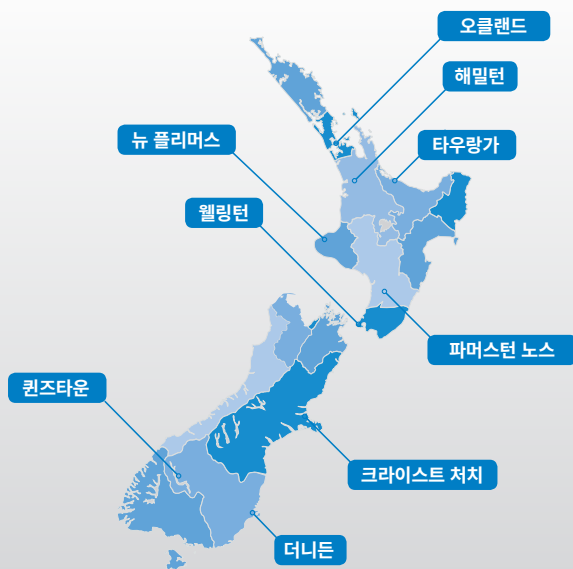 오클랜드
해밀턴
뉴 플리머스
타우랑가
웰링턴
파머스턴 노스
퀸즈타운
크라이스트 처치
더니든